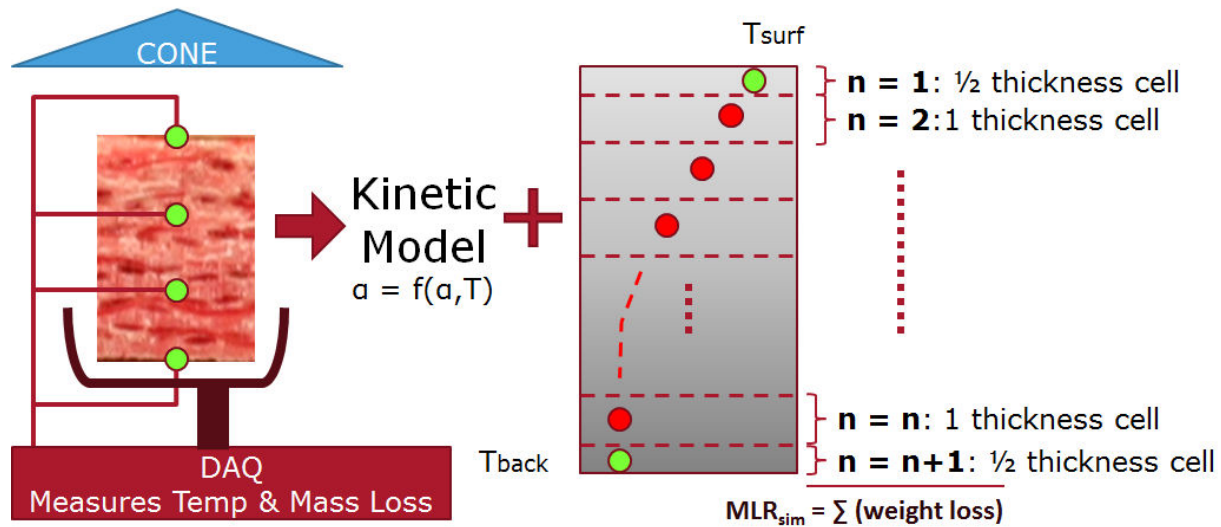 CONE
Kinetic
Model
ɑ = f(ɑ,T)
DAQ
Measures Temp & Mass Loss
Tsurf
n = 1: ½ thickness cell
n = 2:1 thickness cell
n = n: 1 thickness cell
Tback
n = n+1: ½ thickness cell
MLRsim = ∑ (weight loss)